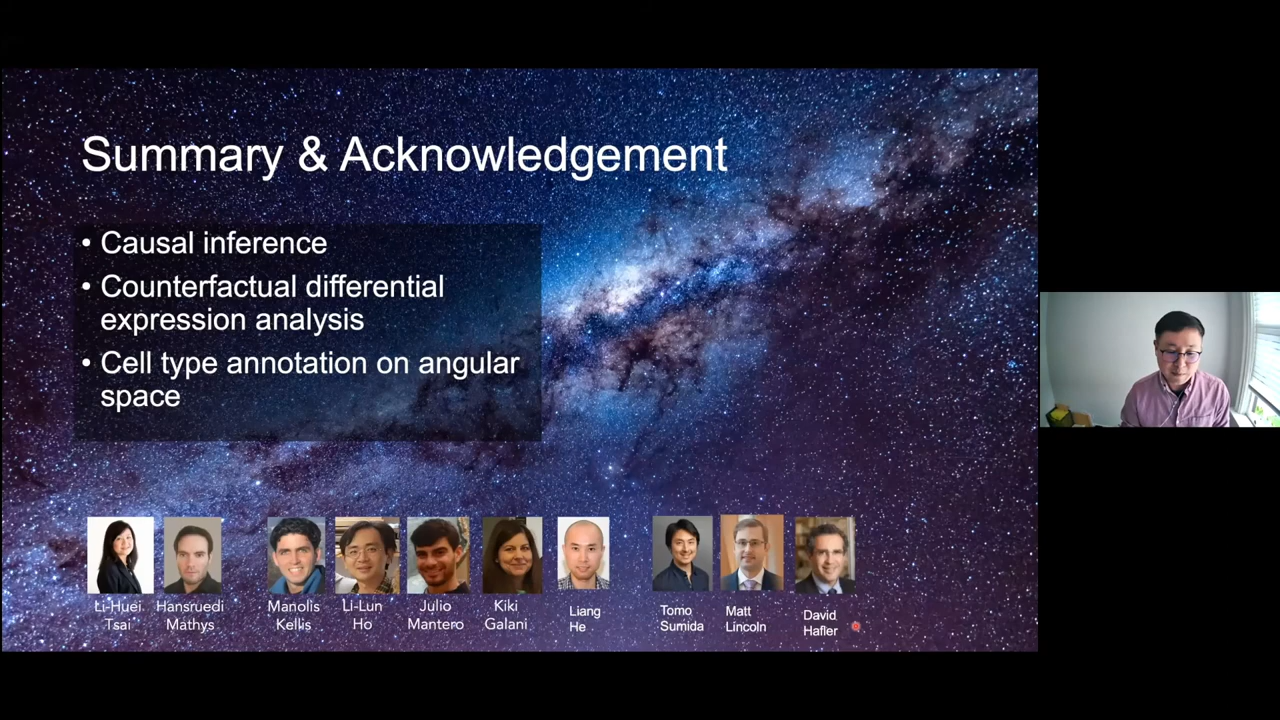 Summary & Acknowledgement
• Causal inference
• Counterfactual differential
expression analysis
• Cell type annotation on angular
space
Li-Huei
Tsai
Hansruedi
Mathys
Manolis
Kellis
LI-Lun
Ho
Julio
Mantero
Kiki
Galani
Liang
He
Tomo
Sumida
Matt
Lincoln
David
Hafler